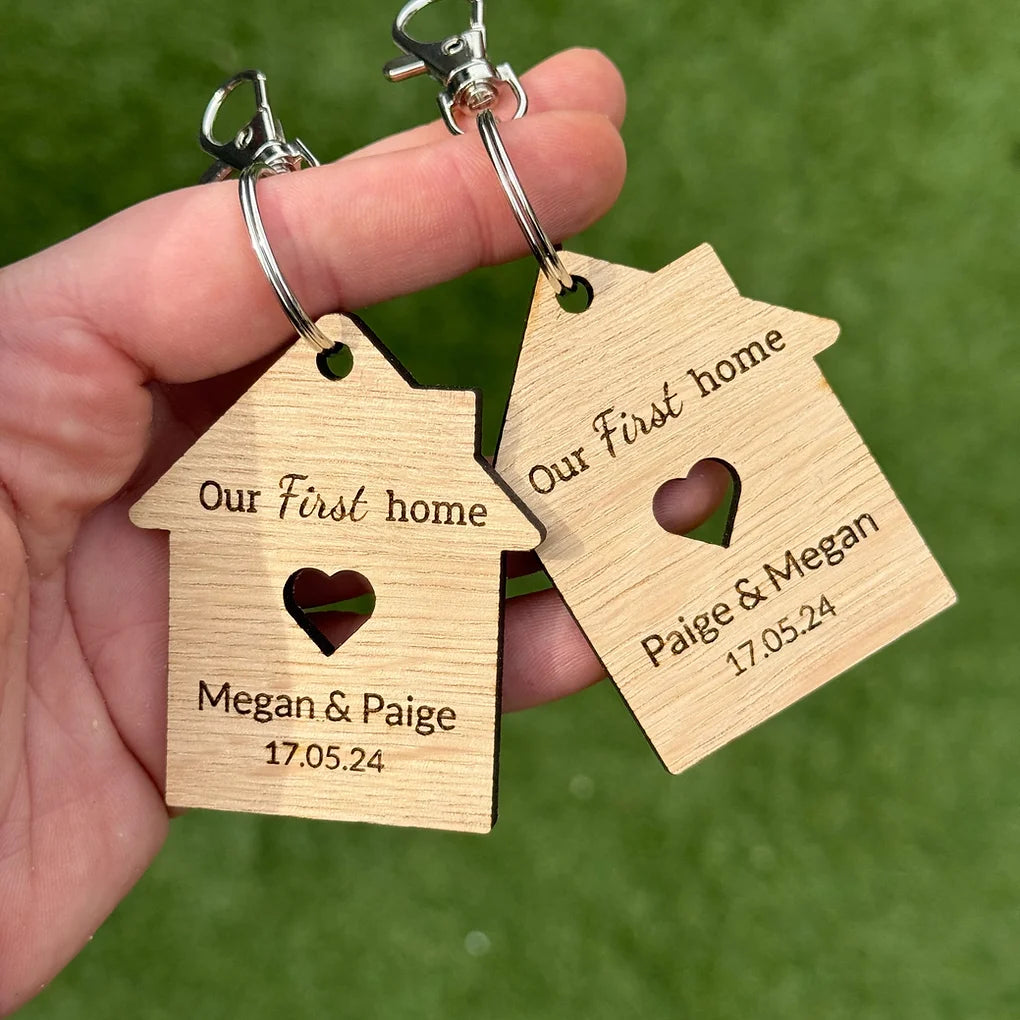 Our First home
Megan & Paige
17.05.24
Our First home
Paige & Megan
17.05.24